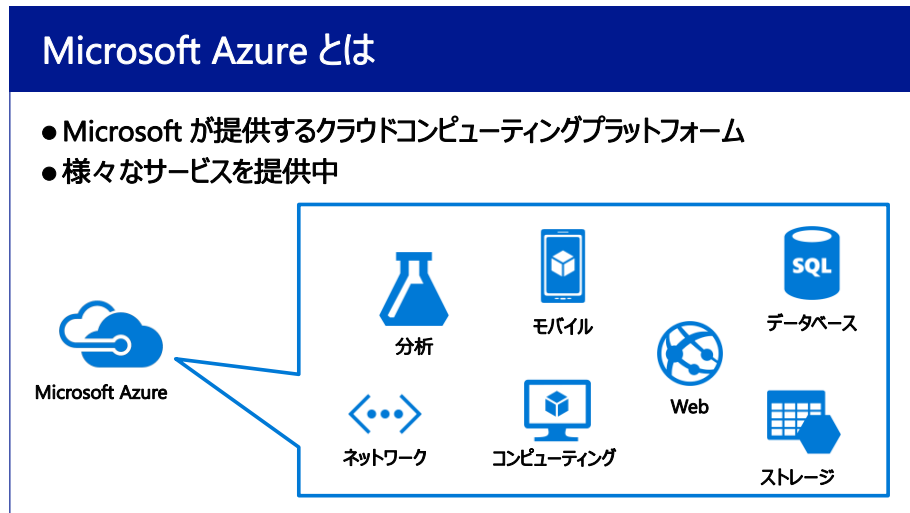 Microsoft Azure とは
●Microsoft が提供するクラウドコンピューティングプラットフォーム
●様々なサービスを提供中
Microsoft Azure
分析
モバイル
SQL
データベース
Web
ネットワーク
コンピューティング
ストレージ